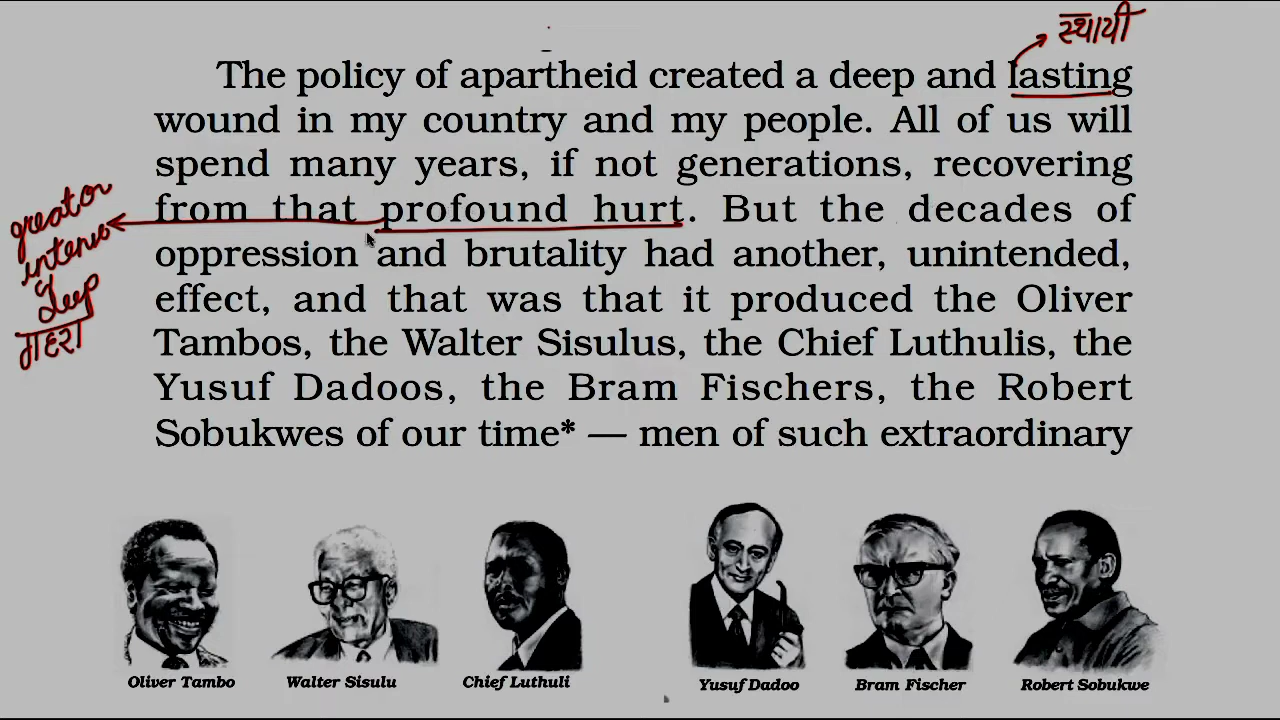 स्थायी
The policy of apartheid created a deep and lasting
wound in my country and my people. All of us will
spend many years, if not generations, recovering
from that profound hurt. But the decades of
oppression and brutality had another, unintended,
effect, and that was that it produced the Oliver
Tambos, the Walter Sisulus, the Chief Luthulis, the
Yusuf Dadoos, the Bram Fischers, the Robert
Sobukwes of our time* — men of such extraordinary
greator
deep
गहरा
Oliver Tambo Walter Sisulu Chief Luthuli Yusuf Dadoo Bram Fischer Robert Sobukwe